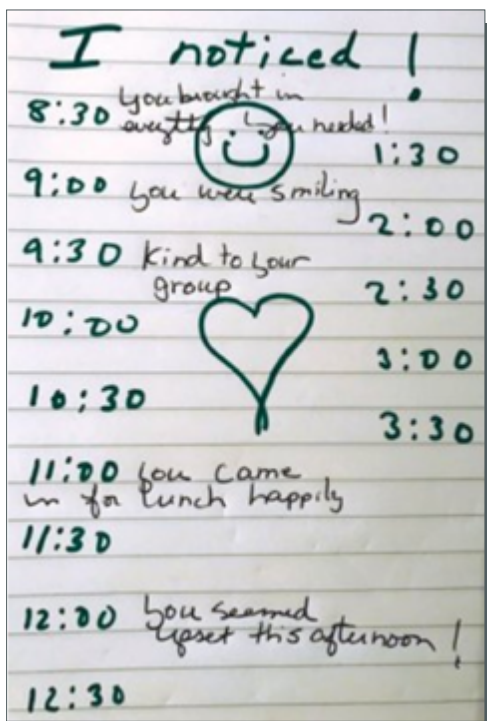 I noticed!
8:30 you brought in
everything you needed!
9:00 you were smiling
9:30 kind to your
group
10:00
10:30
11:00 you came
in for lunch happily
11:30
12:00 you seemed
upset this afternoon!
12:30
1:30
2:00
2:30
3:00
3:30